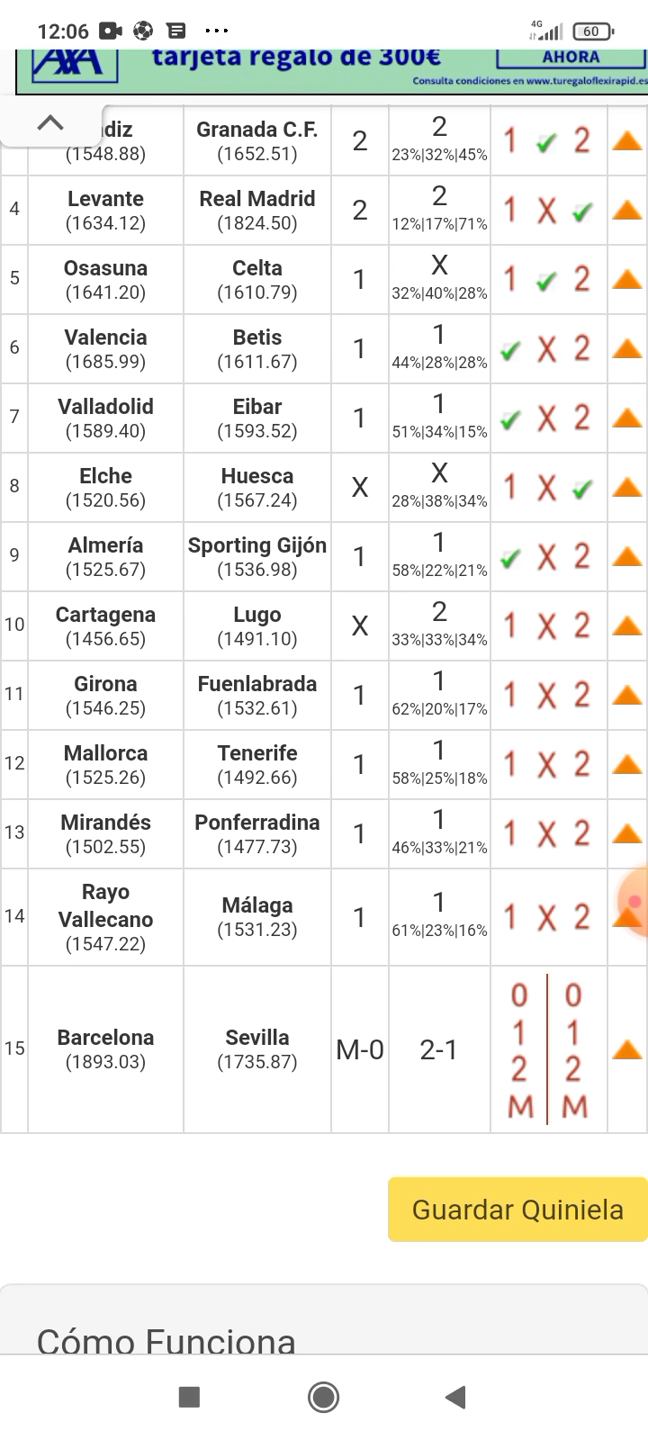 12:06 4G 60
AXA tarjeta regalo de 300€ AHORA
Consulta condiciones en www.turegaloflexirapid.es
diz Granada C.F. 2 2 1 2
(1548.88) (1652.51) 23%|32%|45%
4 Levante Real Madrid 2 2 1 X
(1634.12) (1824.50) 12%|17%|71%
5 Osasuna Celta 1 X 1 2
(1641.20) (1610.79) 32%|40%|28%
6 Valencia Betis 1 1 X 2
(1685.99) (1611.67) 44%|28%|28%
7 Valladolid Eibar 1 1 X 2
(1589.40) (1593.52) 51%|34%|15%
8 Elche Huesca X X 1 X
(1520.56) (1567.24) 28%|38%|34%
9 Almería Sporting Gijón 1 1 X 2
(1525.67) (1536.98) 58%|22%|21%
10 Cartagena Lugo X 2 1 X 2
(1456.65) (1491.10) 33%|33%|34%
11 Girona Fuenlabrada 1 1 1 X 2
(1546.25) (1532.61) 62%|20%|17%
12 Mallorca Tenerife 1 1 1 X 2
(1525.26) (1492.66) 58%|25%|18%
13 Mirandés Ponferradina 1 1 1 X 2
(1502.55) (1477.73) 46%|33%|21%
14 Rayo Vallecano Málaga 1 1 1 X 2
(1547.22) (1531.23) 61%|23%|16%
15 Barcelona Sevilla M-0 2-1
(1893.03) (1735.87)
0 0
1 1
2 2
M M
Guardar Quiniela
Cómo Funciona